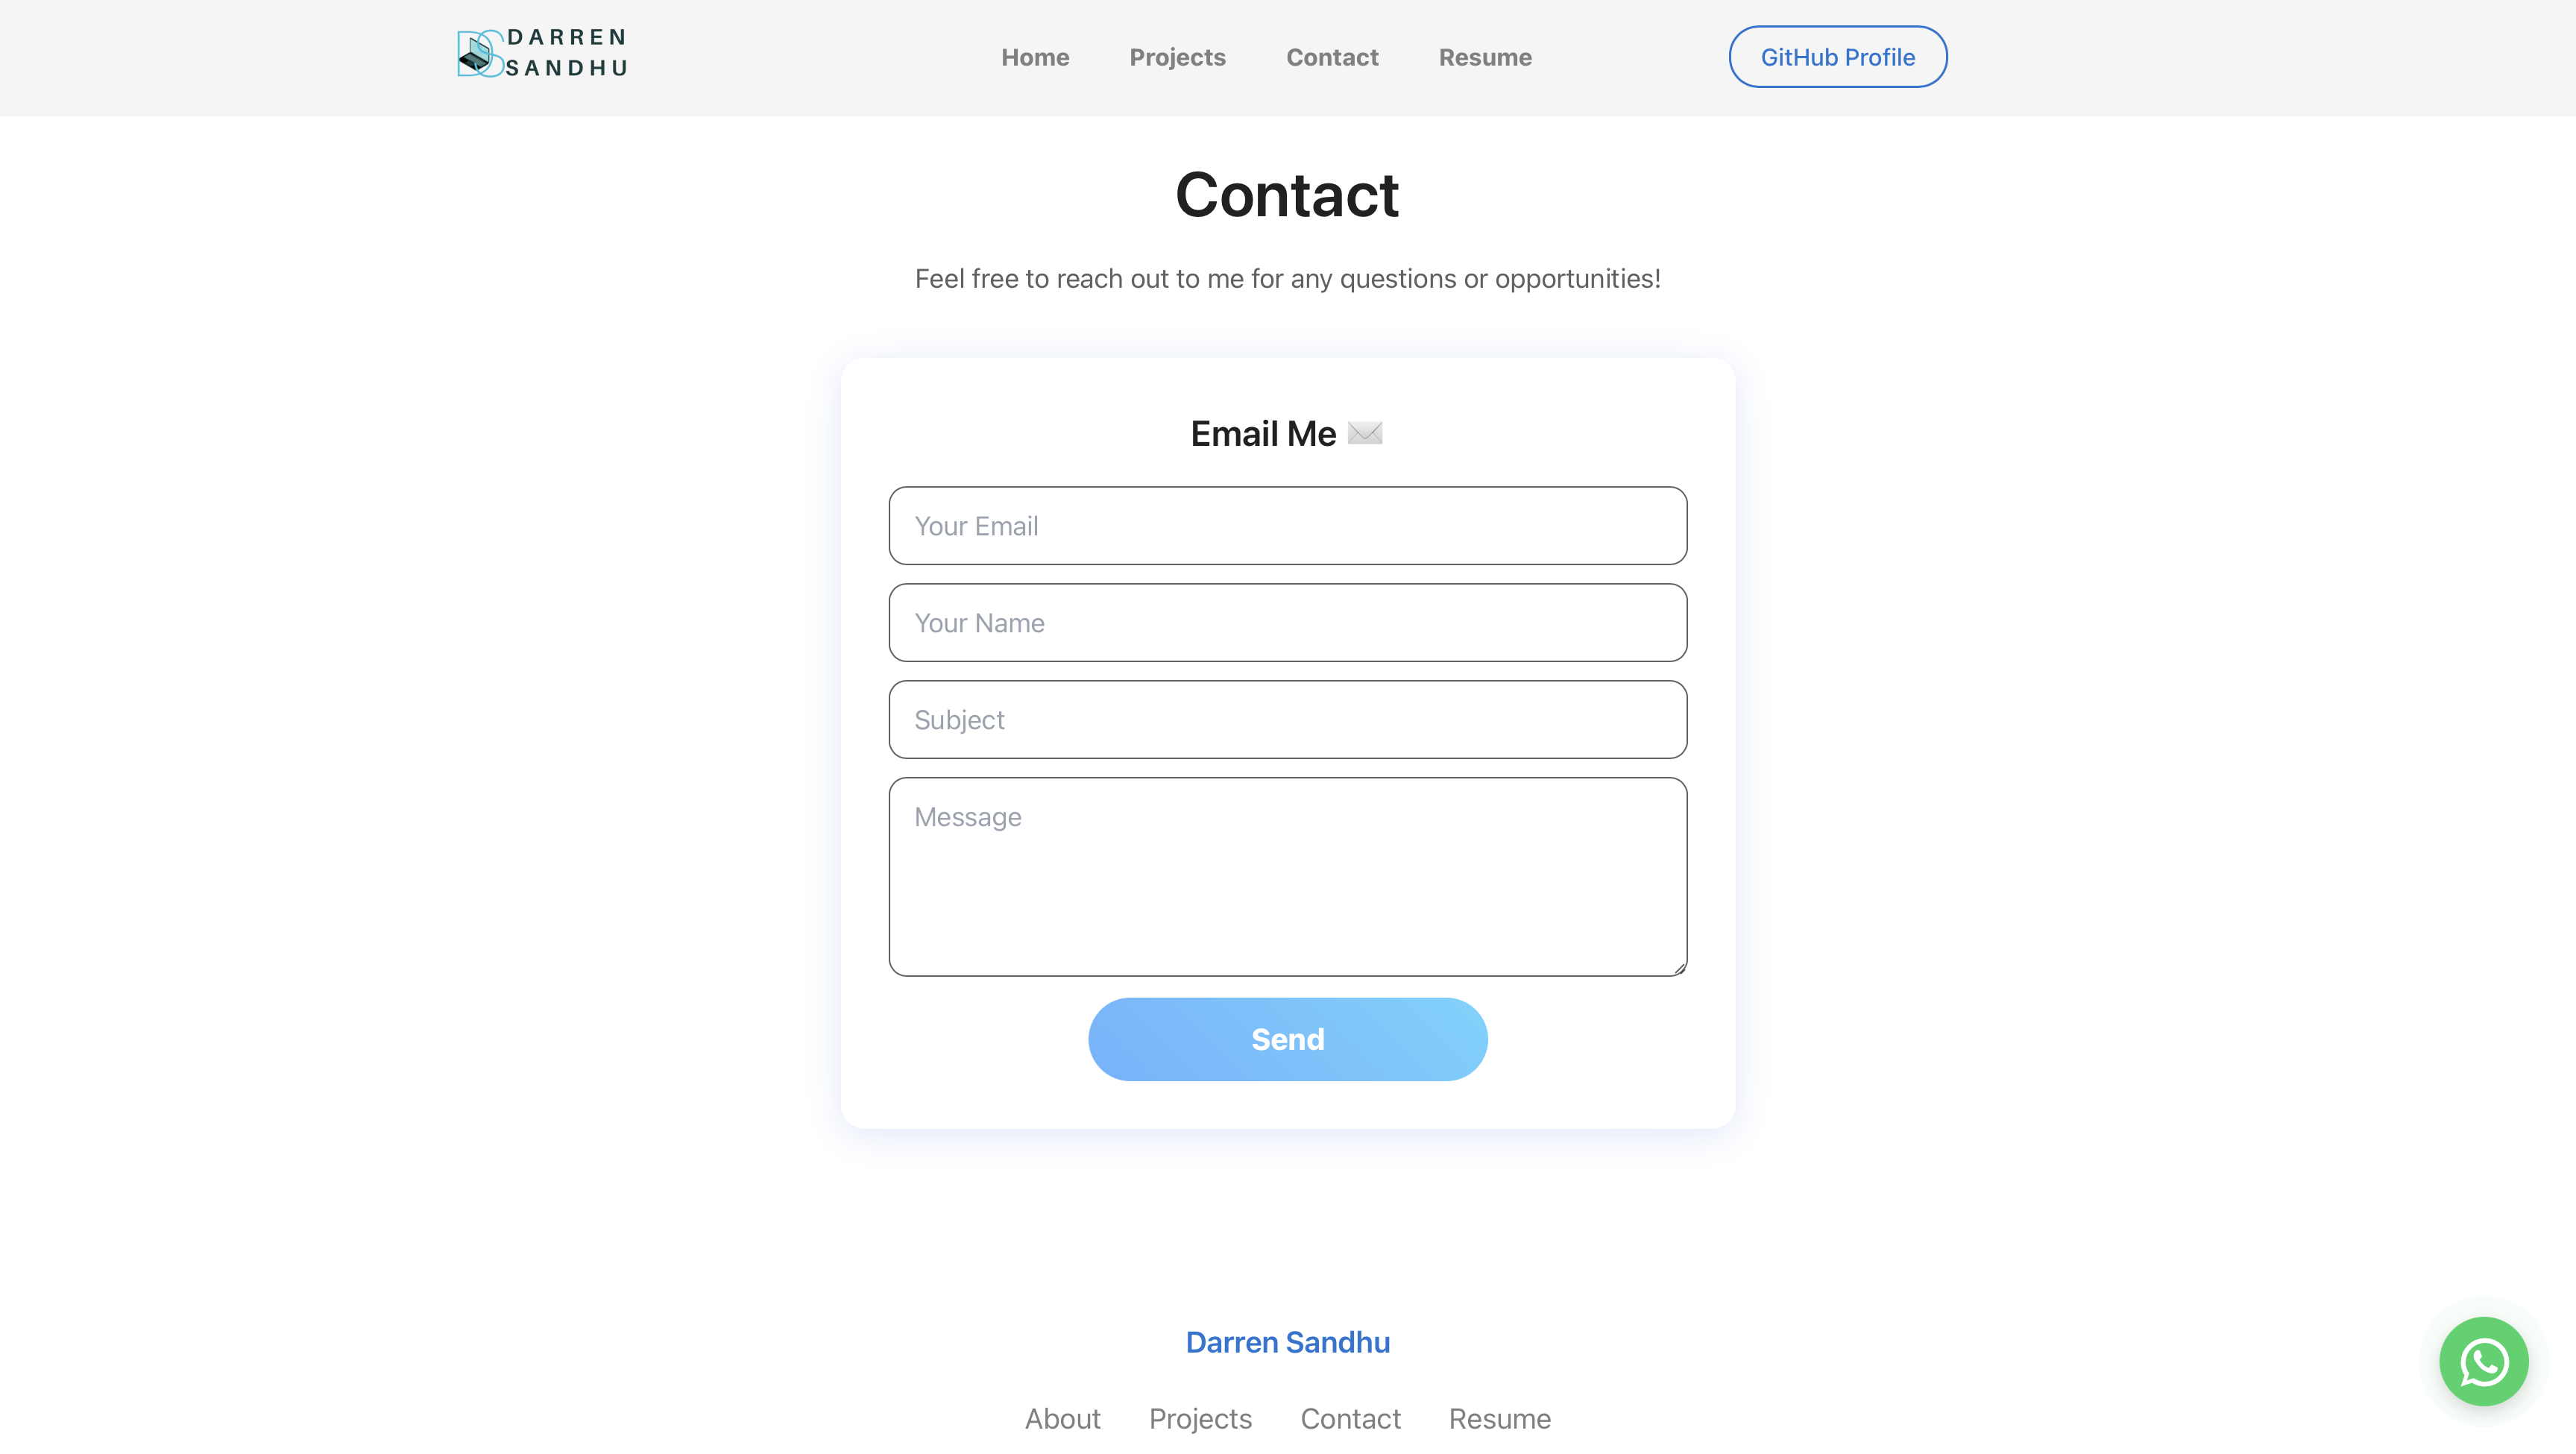 DARREN
SANDHU
Home Projects Contact Resume
GitHub Profile
Contact
Feel free to reach out to me for any questions or opportunities!
Email Me ✉️
Your Email
Your Name
Subject
Message
Send
Darren Sandhu
About Projects Contact Resume